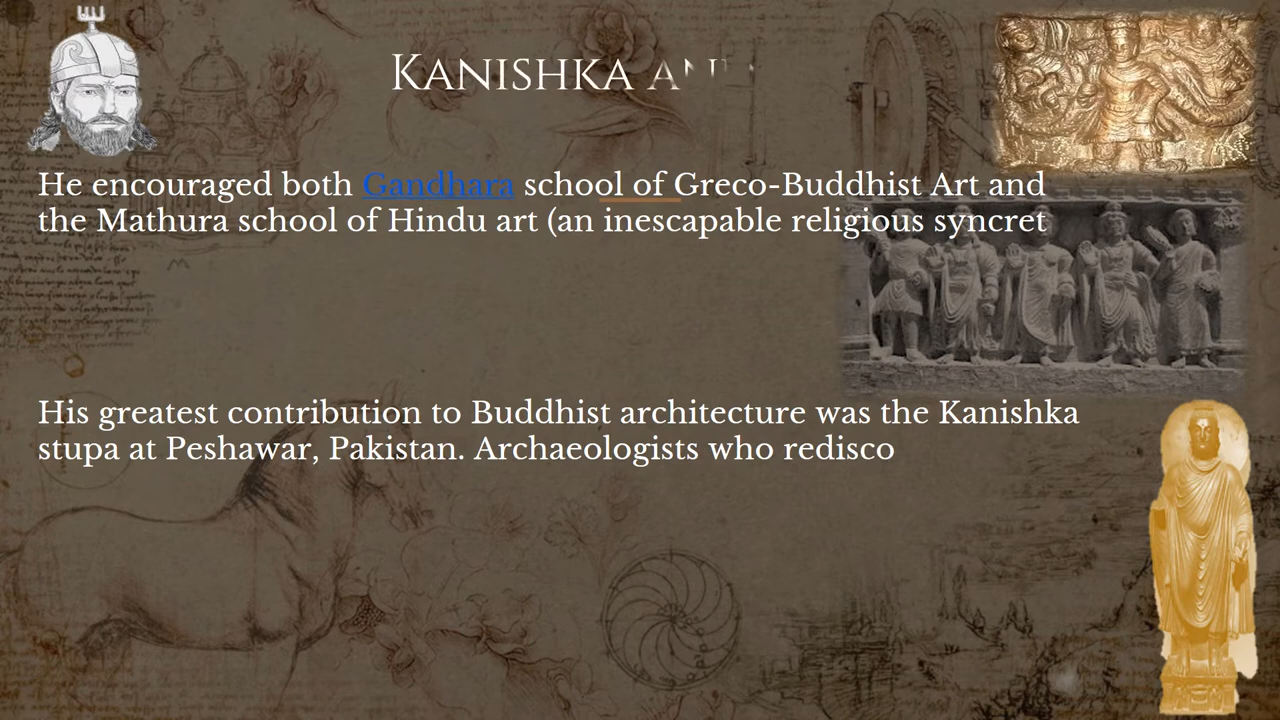 Kanishka an
He encouraged both Gandhara school of Greco-Buddhist Art and
the Mathura school of Hindu art (an inescapable religious syncret
His greatest contribution to Buddhist architecture was the Kanishka
stupa at Peshawar, Pakistan. Archaeologists who redisco